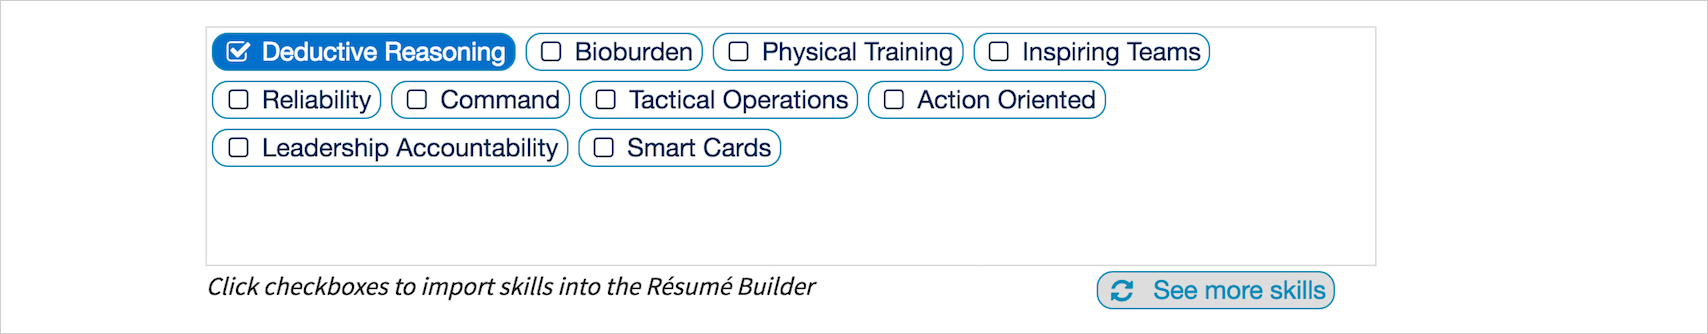 Deductive Reasoning Bioburden Physical Training Inspiring Teams
Reliability Command Tactical Operations Action Oriented
Leadership Accountability Smart Cards
Click checkboxes to import skills into the Résumé Builder See more skills